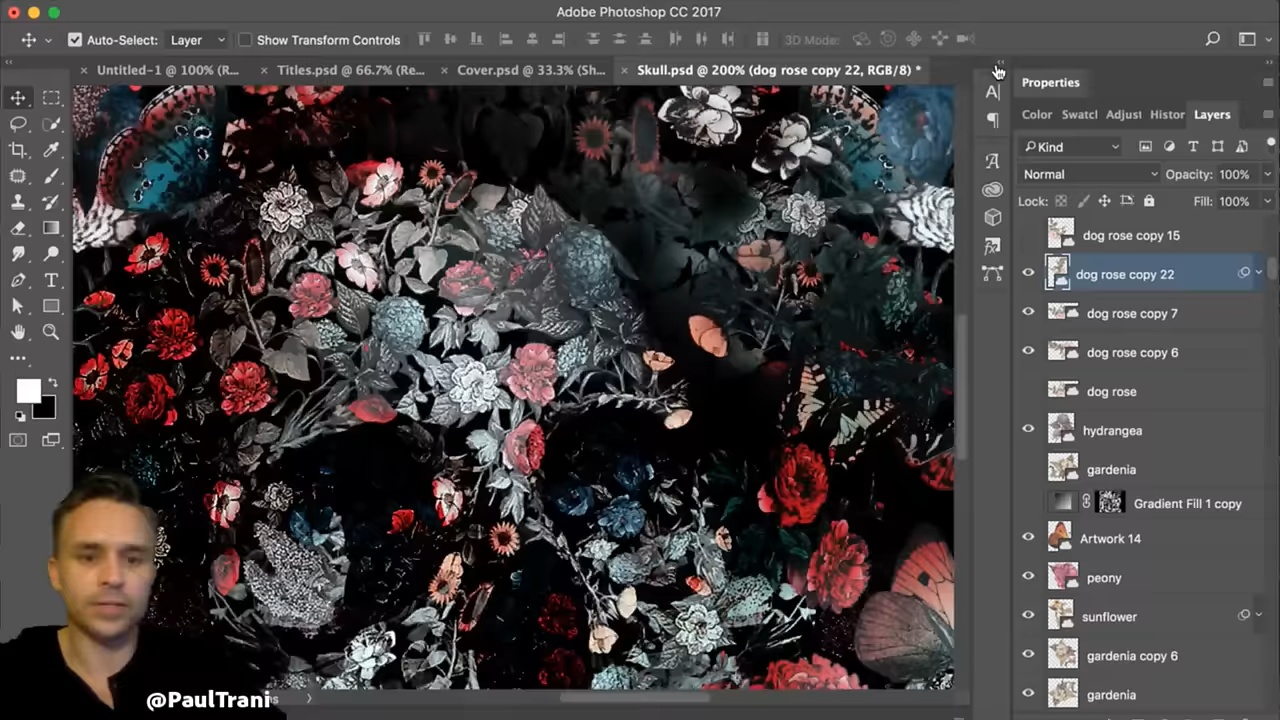 Adobe Photoshop CC 2017
Auto-Select: Layer Show Transform Controls 3D Mode:
Untitled-1 @ 100% (R... Titles.psd @ 66.7% (Re... Cover.psd @ 33.3% (Sh... Skull.psd @ 200% (dog rose copy 22, RGB/8) *
Properties
Color Swatcl Adjust Histor Layers
Kind
Normal Opacity: 100%
Lock: Fill: 100%
dog rose copy 15
dog rose copy 22
dog rose copy 7
dog rose copy 6
dog rose
hydrangea
gardenia
Gradient Fill 1 copy
Artwork 14
peony
sunflower
gardenia copy 6
gardenia
@PaulTrani